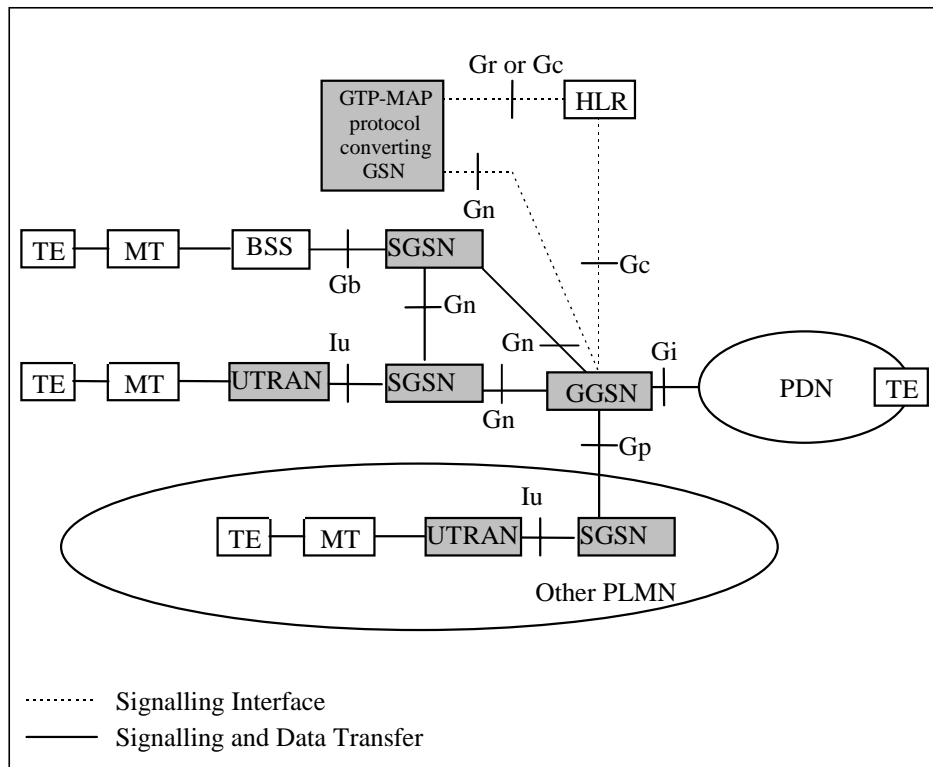 Gr or Gc
GTP-MAP
protocol
converting
GSN
HLR
Gn
TE
MT
BSS
SGSN
Gb
Gn
Gc
Gn
Iu
Gi
TE
MT
UTRAN
SGSN
Gn
GGSN
PDN
TE
Gp
Iu
TE
MT
UTRAN
SGSN
Other PLMN
Signalling Interface
Signalling and Data Transfer